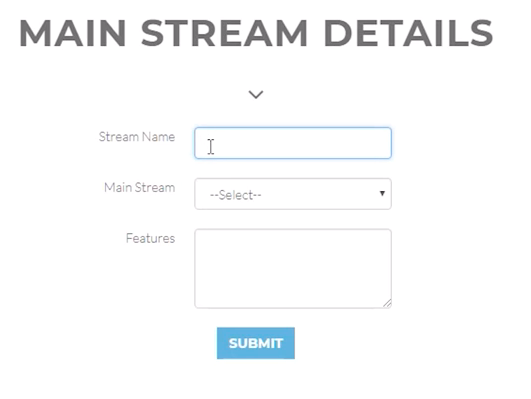 MAIN STREAM DETAILS
Stream Name
Main Stream
--Select--
Features
SUBMIT